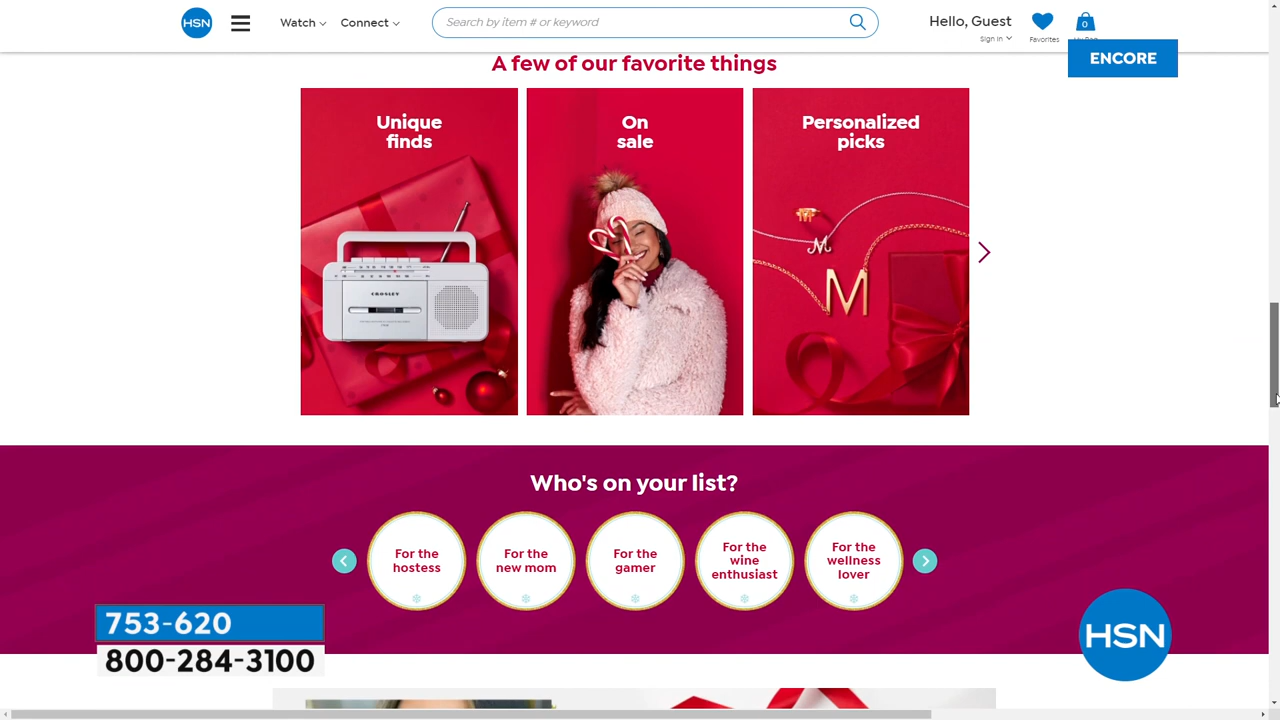 HSN
Watch
Connect
Search by item # or keyword
Hello, Guest
Sign In
Favorites
0
ENCORE
A few of our favorite things
Unique
finds
CROSLEY
On
sale
Personalized
picks
M
M
Who's on your list?
For the
hostess
For the
new mom
For the
gamer
For the
wine
enthusiast
For the
wellness
lover
753-620
800-284-3100
HSN